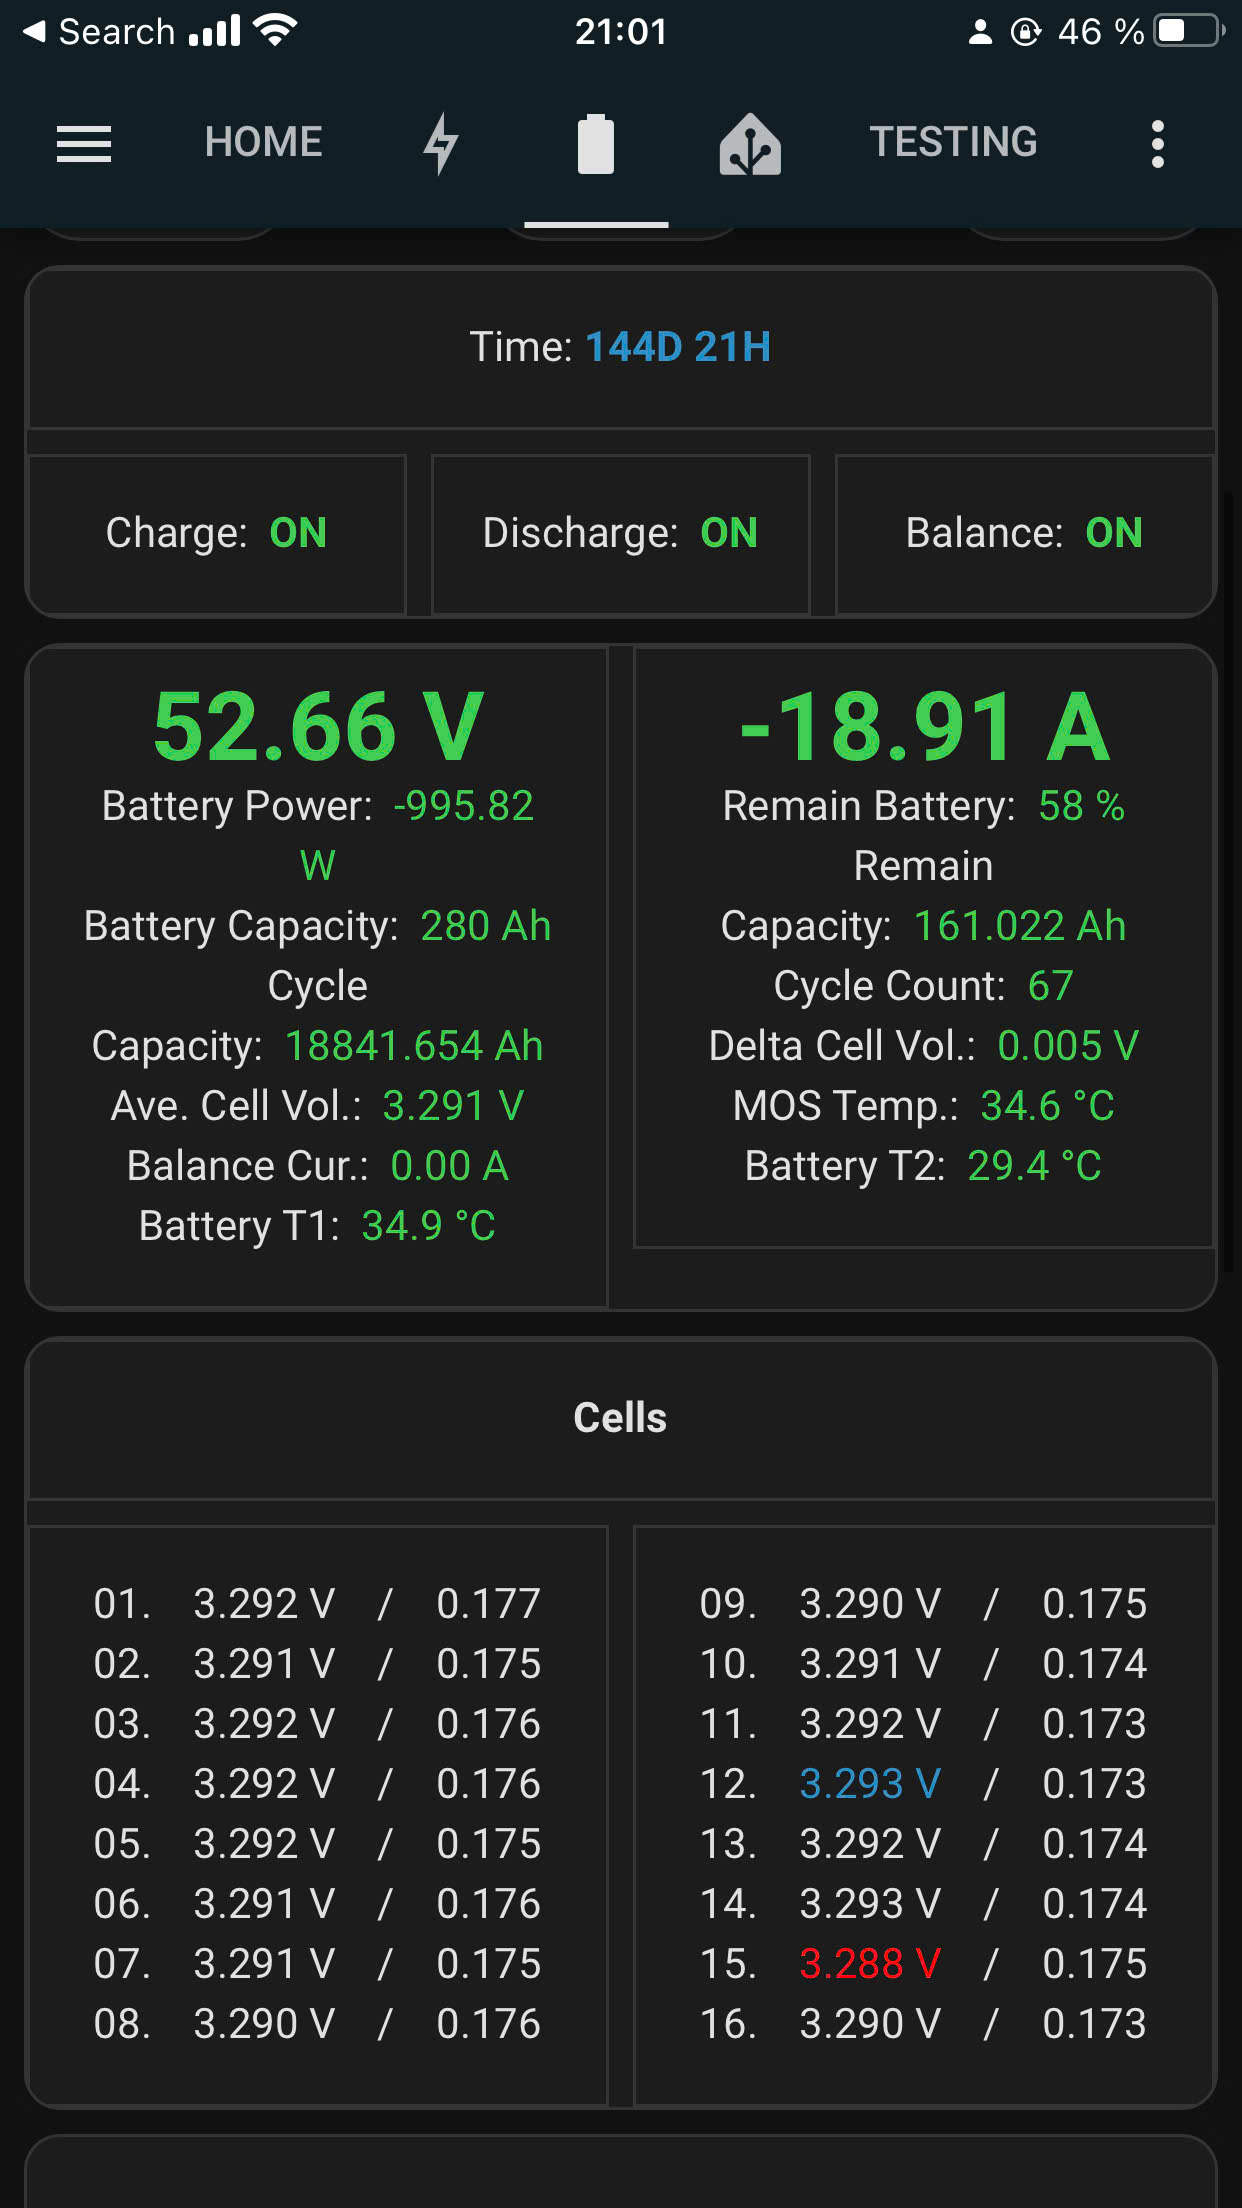 Search 21:01 46 %
HOME TESTING
Time: 144D 21H
Charge: ON Discharge: ON Balance: ON
52.66 V
Battery Power: -995.82
W
Battery Capacity: 280 Ah
Cycle
Capacity: 18841.654 Ah
Ave. Cell Vol.: 3.291 V
Balance Cur.: 0.00 A
Battery T1: 34.9 °C
-18.91 A
Remain Battery: 58 %
Remain
Capacity: 161.022 Ah
Cycle Count: 67
Delta Cell Vol.: 0.005 V
MOS Temp.: 34.6 °C
Battery T2: 29.4 °C
Cells
01. 3.292 V / 0.177
02. 3.291 V / 0.175
03. 3.292 V / 0.176
04. 3.292 V / 0.176
05. 3.292 V / 0.175
06. 3.291 V / 0.176
07. 3.291 V / 0.175
08. 3.290 V / 0.176
09. 3.290 V / 0.175
10. 3.291 V / 0.174
11. 3.292 V / 0.173
12. 3.293 V / 0.173
13. 3.292 V / 0.174
14. 3.293 V / 0.174
15. 3.288 V / 0.175
16. 3.290 V / 0.173